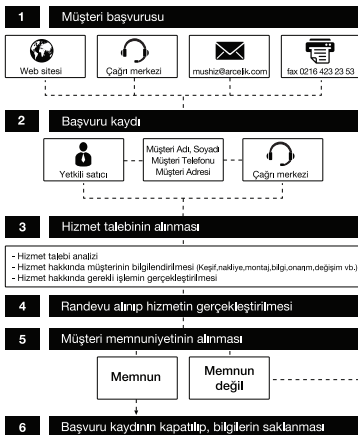 1 Müşteri başvurusu
Web sitesi
Çağrı merkezi
mushiz@arcelik.com
fax 0216 423 23 53
2 Başvuru kaydı
Yetkili satıcı
Müşteri Adı, Soyadı
Müşteri Telefonu
Müşteri Adresi
Çağrı merkezi
3 Hizmet talebinin alınması
- Hizmet talebi analizi
- Hizmet hakkında müşterinin bilgilendirilmesi (Keşif,nakliye,montaj,bilgi,onarım,değişim vb.)
- Hizmet hakkında gerekli işlemin gerçekleştirilmesi
4 Randevu alınıp hizmetin gerçekleştirilmesi
5 Müşteri memnuniyetinin alınması
Memnun
Memnun
değil
6 Başvuru kaydının kapatılıp, bilgilerin saklanması